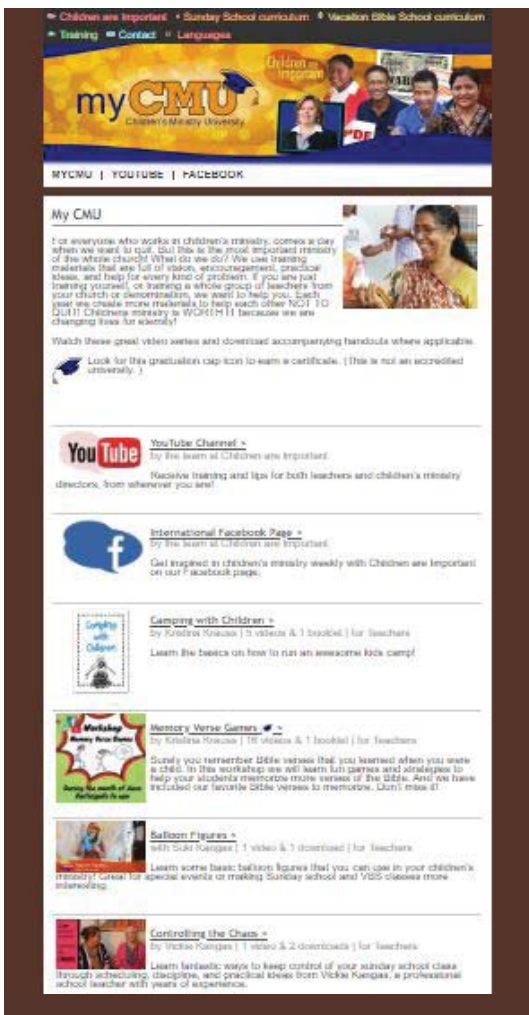 Children are Important • Sunday School curriculum Vacation Bible School curriculum
Training Contact Languages
Children are Important
myCMU
Children's Ministry University
MYCMU | YOUTUBE | FACEBOOK
My CMU
For everyone who works in children's ministry, comes a day
when we want to quit. But this is the most important ministry
of the whole church! What do we do? We use training
materials that are full of vision, encouragement, practical
ideas, and help for every kind of problem. If you are just
training yourself, or training a whole group of teachers from
your church or denomination, we want to help you. Each
year we create more materials to help each other NOT TO
QUIT! Childrens ministry is WORTH IT because we are
changing lives for eternity!
Watch these great video series and download accompanying handouts where applicable.
Look for this graduation cap icon to earn a certificate. (This is not an accredited
university. )
YouTube
YouTube Channel »
by the team at Children are Important
Receive training and tips for both teachers and children's ministry
directors, from wherever you are!
f
International Facebook Page »
by the team at Children are Important
Get inspired in children's ministry weekly with Children are Important
on our Facebook page.
Camping
with
Children
Camping with Children »
by Kristina Krauss | 5 videos & 1 booklet | for Teachers
Learn the basics on how to run an awesome kids camp!
Workshop
Memory Verse Games
During the month of June
Participate to win
Memory Verse Games »
by Kristina Krauss | 16 videos & 1 booklet | for Teachers
Surely you remember Bible verses that you learned when you were
a child. In this workshop we will learn fun games and strategies to
help your students memorize more verses of the Bible. And we have
included our favorite Bible verses to memorize. Don't miss it!
Balloon Figures »
with Suki Kangas | 1 video & 1 download | for Teachers
Learn some basic balloon figures that you can use in your children's
ministry! Great for special events or making Sunday school and VBS classes more
interesting.
Controlling the Chaos »
by Vickie Kangas | 1 video & 2 downloads | for Teachers
Learn fantastic ways to keep control of your sunday school class
through scheduling, discipline, and practical ideas from Vickie Kangas, a professional
school teacher with years of experience.